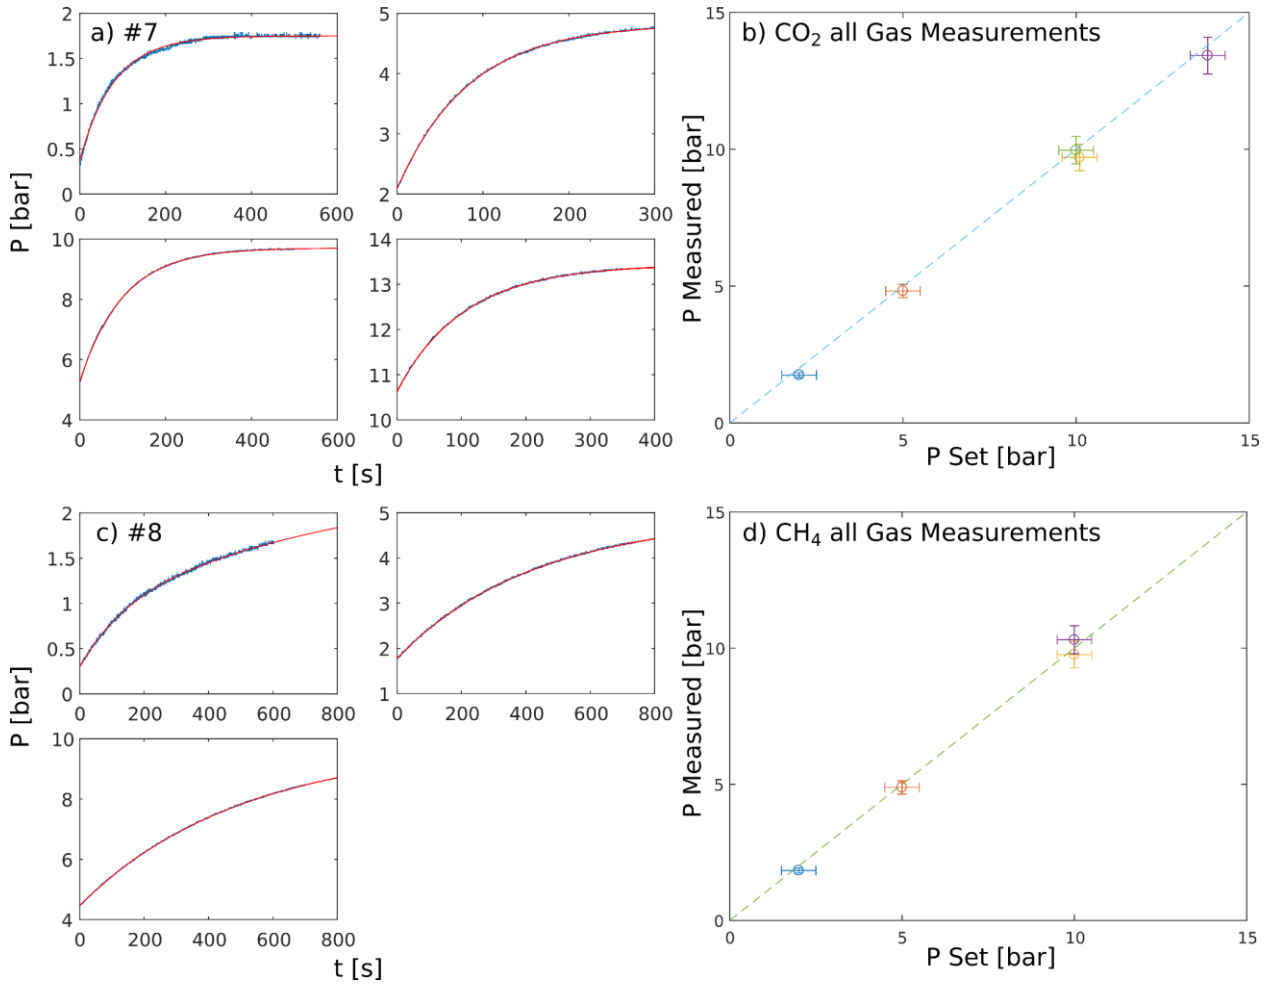 a) #7
2
1.5
1
0.5
0
0 200 400 600
5
4
3
2
0 100 200 300
10
8
6
4
0 200 400 600
14
13
12
11
10
0 100 200 300 400
P [bar]
t [s]
b) CO₂ all Gas Measurements
15
10
5
0
0 5 10 15
P Measured [bar]
P Set [bar]
c) #8
2
1.5
1
0.5
0
0 200 400 600 800
5
4
3
2
1
0 200 400 600 800
10
8
6
4
0 200 400 600 800
P [bar]
t [s]
d) CH₄ all Gas Measurements
15
10
5
0
0 5 10 15
P Measured [bar]
P Set [bar]